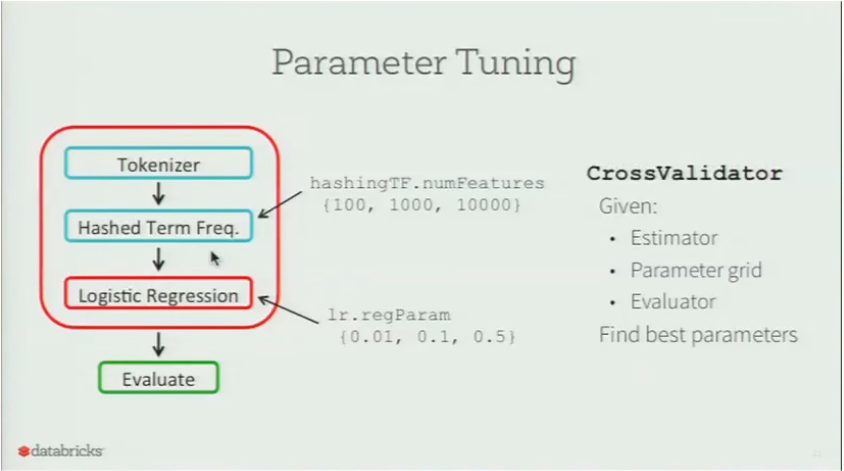 Parameter Tuning
Tokenizer
Hashed Term Freq.
Logistic Regression
Evaluate
hashingTF.numFeatures
{100, 1000, 10000}
lr.regParam
{0.01, 0.1, 0.5}
CrossValidator
Given:
• Estimator
• Parameter grid
• Evaluator
Find best parameters
databricks